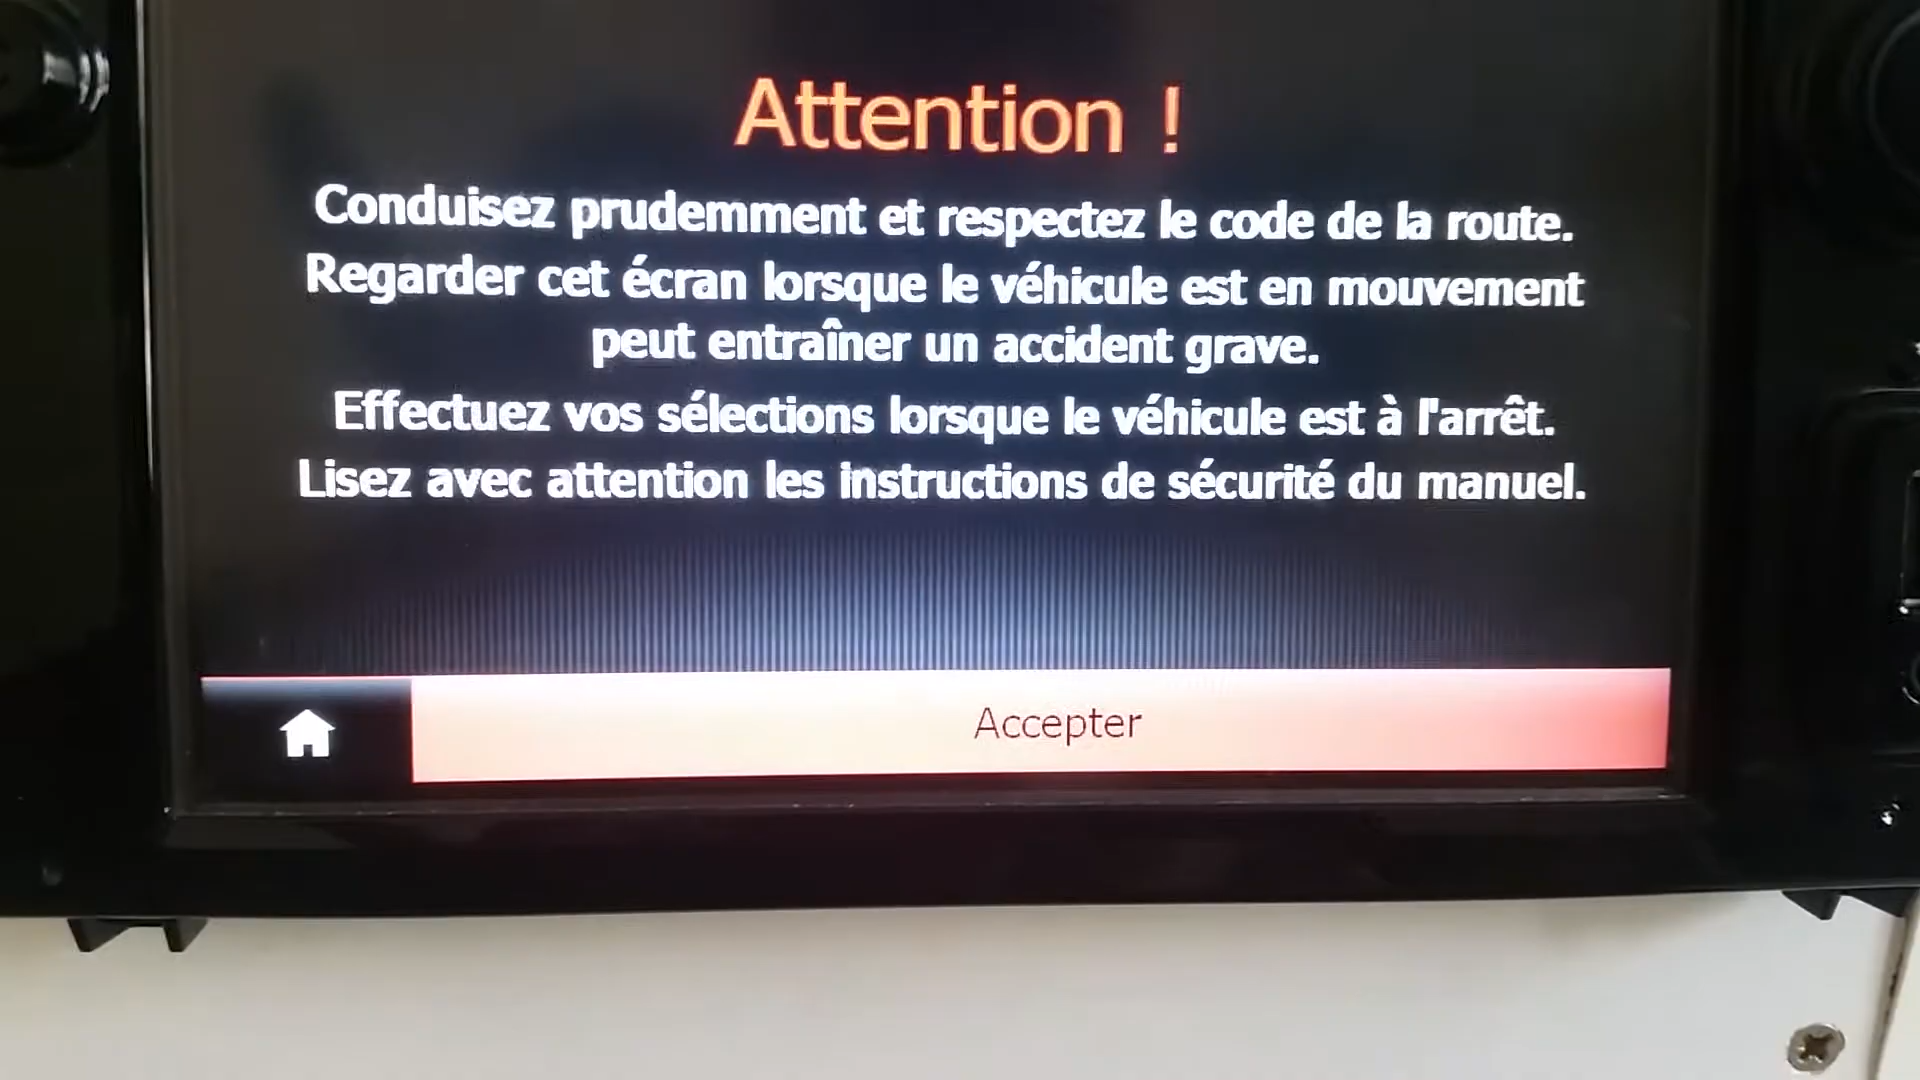 Attention !
Conduisez prudemment et respectez le code de la route.
Regarder cet écran lorsque le véhicule est en mouvement
peut entraîner un accident grave.
Effectuez vos sélections lorsque le véhicule est à l'arrêt.
Lisez avec attention les instructions de sécurité du manuel.
Accepter